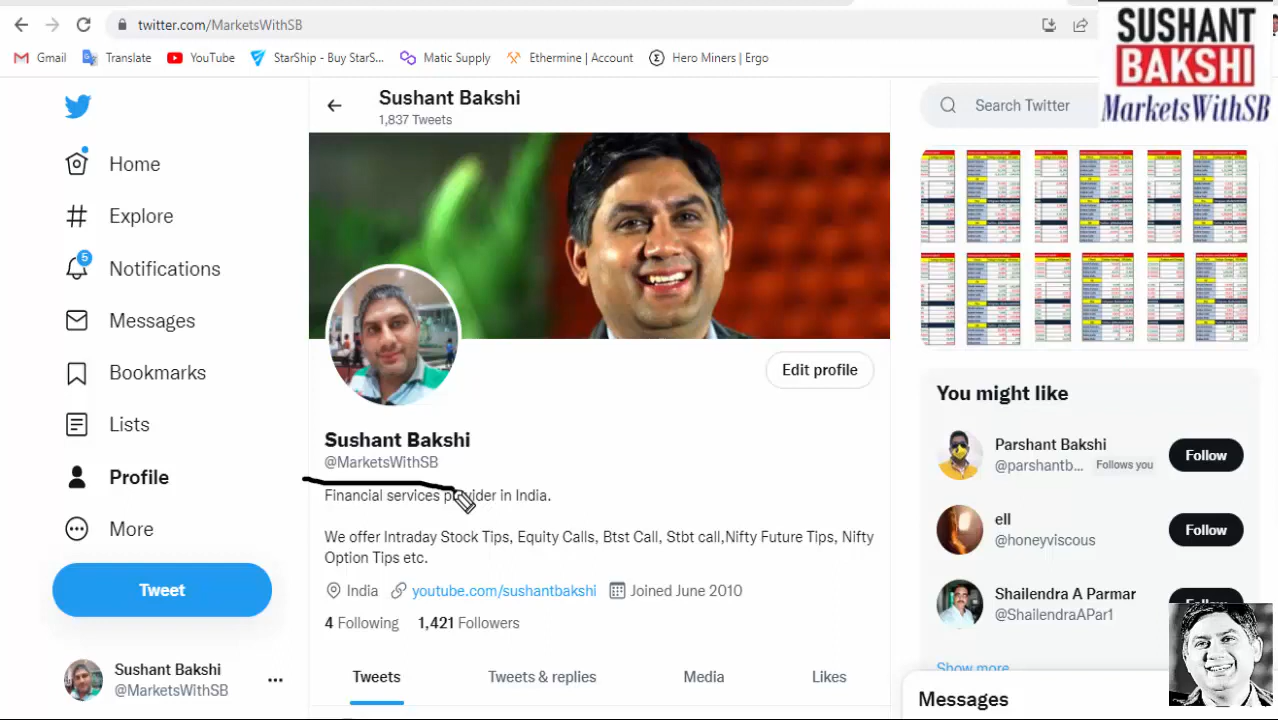 twitter.com/MarketsWithSB
Gmail
Translate
YouTube
StarShip - Buy StarS...
Matic Supply
Ethermine | Account
Hero Miners | Ergo
SUSHANT
BAKSHI
MarketsWithSB
Sushant Bakshi
1,837 Tweets
Search Twitter
Home
Explore
5
Notifications
Messages
Bookmarks
Lists
Profile
More
Tweet
Sushant Bakshi
@MarketsWithSB
Edit profile
Sushant Bakshi
@MarketsWithSB
Financial services provider in India.
We offer Intraday Stock Tips, Equity Calls, Btst Call, Stbt call,Nifty Future Tips, Nifty
Option Tips etc.
India youtube.com/sushantbakshi Joined June 2010
4 Following 1,421 Followers
Tweets Tweets & replies Media Likes
You might like
Parshant Bakshi
@parshantb... Follows you
Follow
ell
@honeyviscous
Follow
Shailendra A Parmar
@ShailendraAPar1
Follow
Show more
Messages